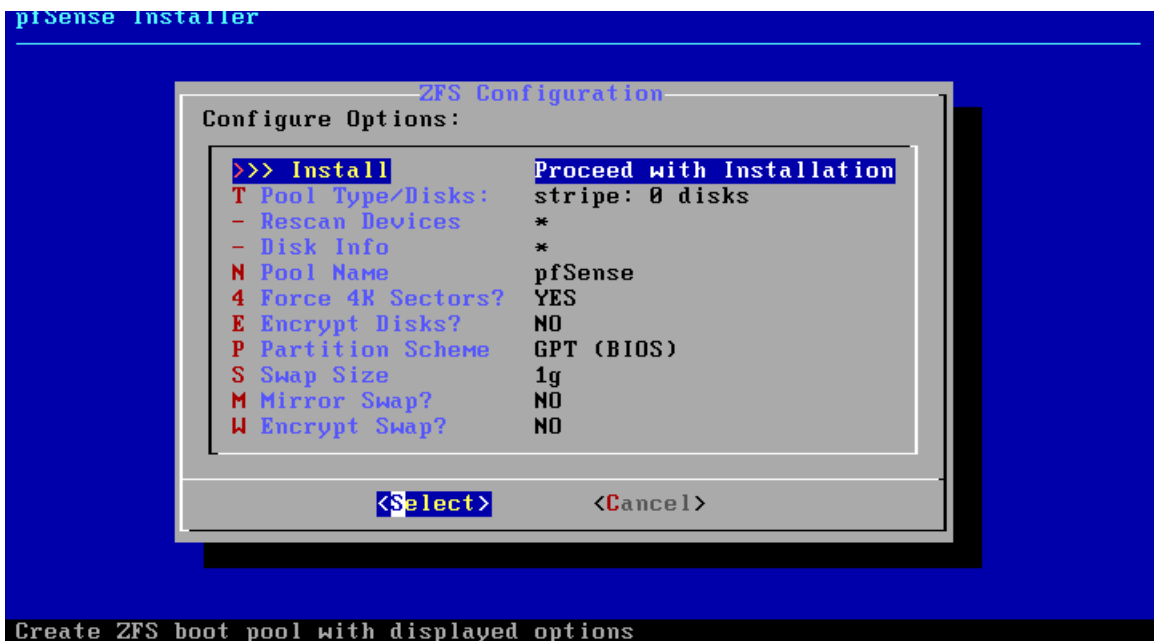 pfSense Installer
ZFS Configuration
Configure Options:
>>> Install Proceed with Installation
T Pool Type/Disks: stripe: 0 disks
- Rescan Devices *
- Disk Info *
N Pool Name pfSense
4 Force 4K Sectors? YES
E Encrypt Disks? NO
P Partition Scheme GPT (BIOS)
S Swap Size 1g
M Mirror Swap? NO
W Encrypt Swap? NO
<Select> <Cancel>
Create ZFS boot pool with displayed options